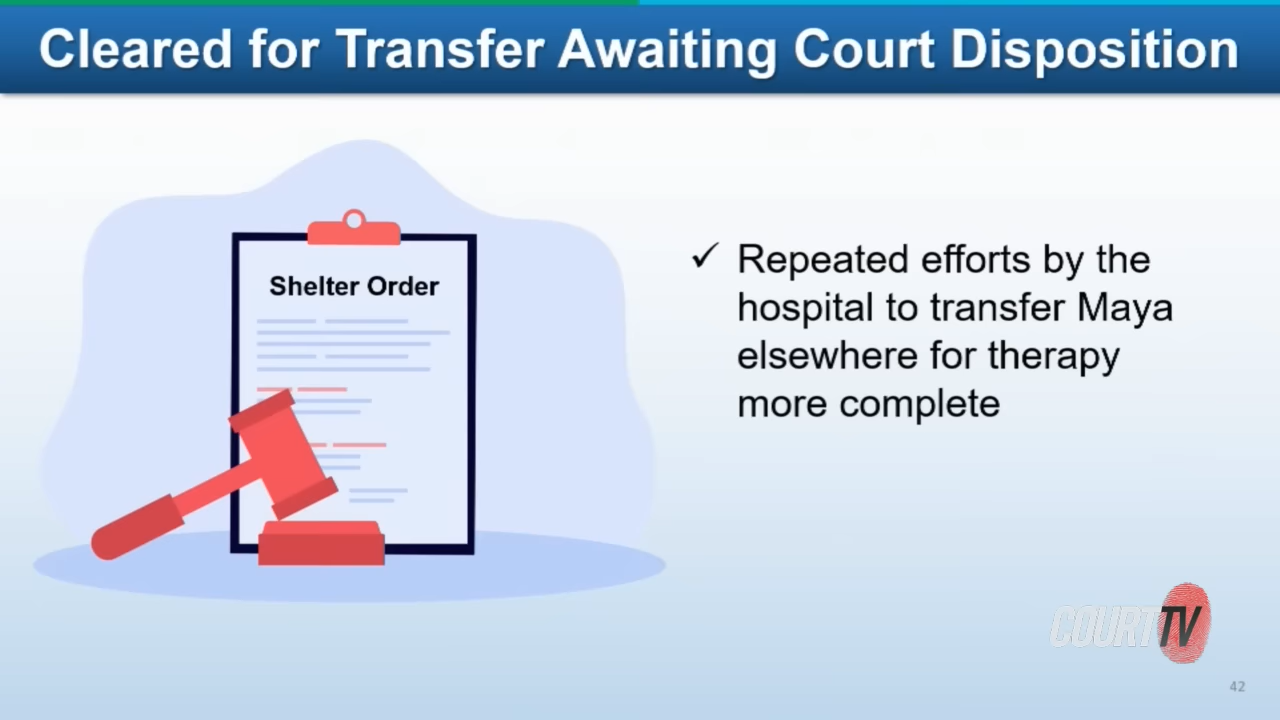 Cleared for Transfer Awaiting Court Disposition
Shelter Order
✓ Repeated efforts by the
hospital to transfer Maya
elsewhere for therapy
more complete
COURT TV
42